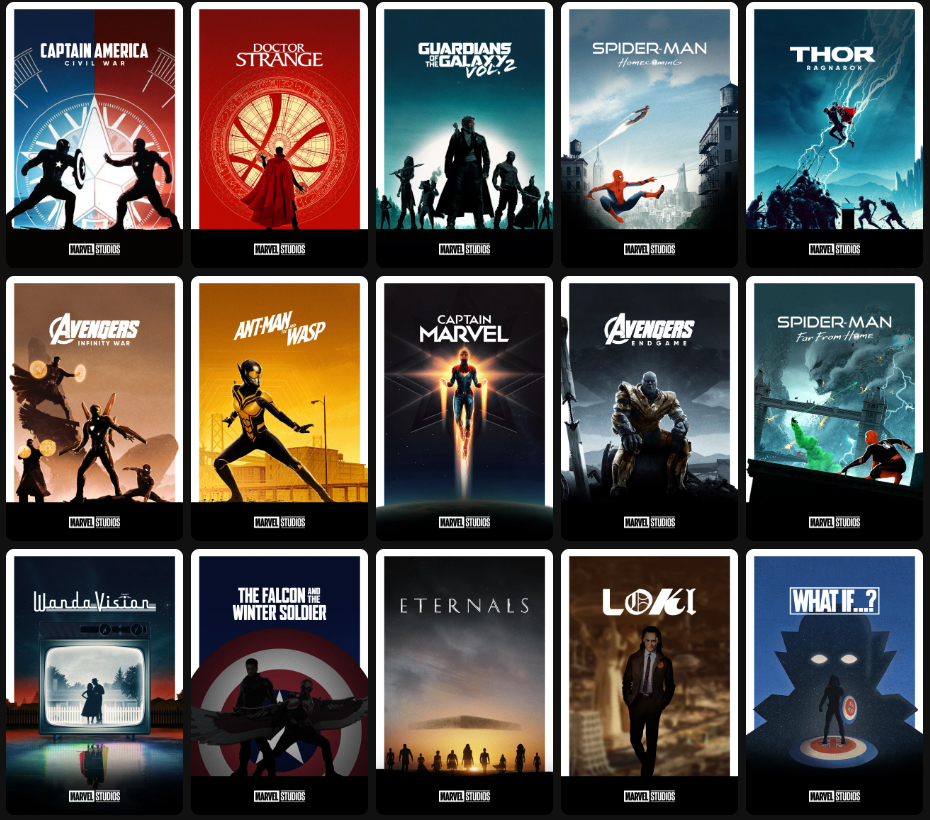 CAPTAIN AMERICA
CIVIL WAR
MARVEL STUDIOS
DOCTOR
STRANGE
MARVEL STUDIOS
GUARDIANS
OF THE GALAXY
VOL. 2
MARVEL STUDIOS
SPIDER-MAN
HOMECOMING
MARVEL STUDIOS
THOR
RAGNAROK
MARVEL STUDIOS
AVENGERS
INFINITY WAR
MARVEL STUDIOS
ANT-MAN AND THE WASP
MARVEL STUDIOS
CAPTAIN
MARVEL
MARVEL STUDIOS
AVENGERS
ENDGAME
MARVEL STUDIOS
SPIDER-MAN
Far From Home
MARVEL STUDIOS
WandaVision
MARVEL STUDIOS
THE FALCON AND THE
WINTER SOLDIER
MARVEL STUDIOS
ETERNALS
MARVEL STUDIOS
LOKI
MARVEL STUDIOS
WHAT IF...?
MARVEL STUDIOS